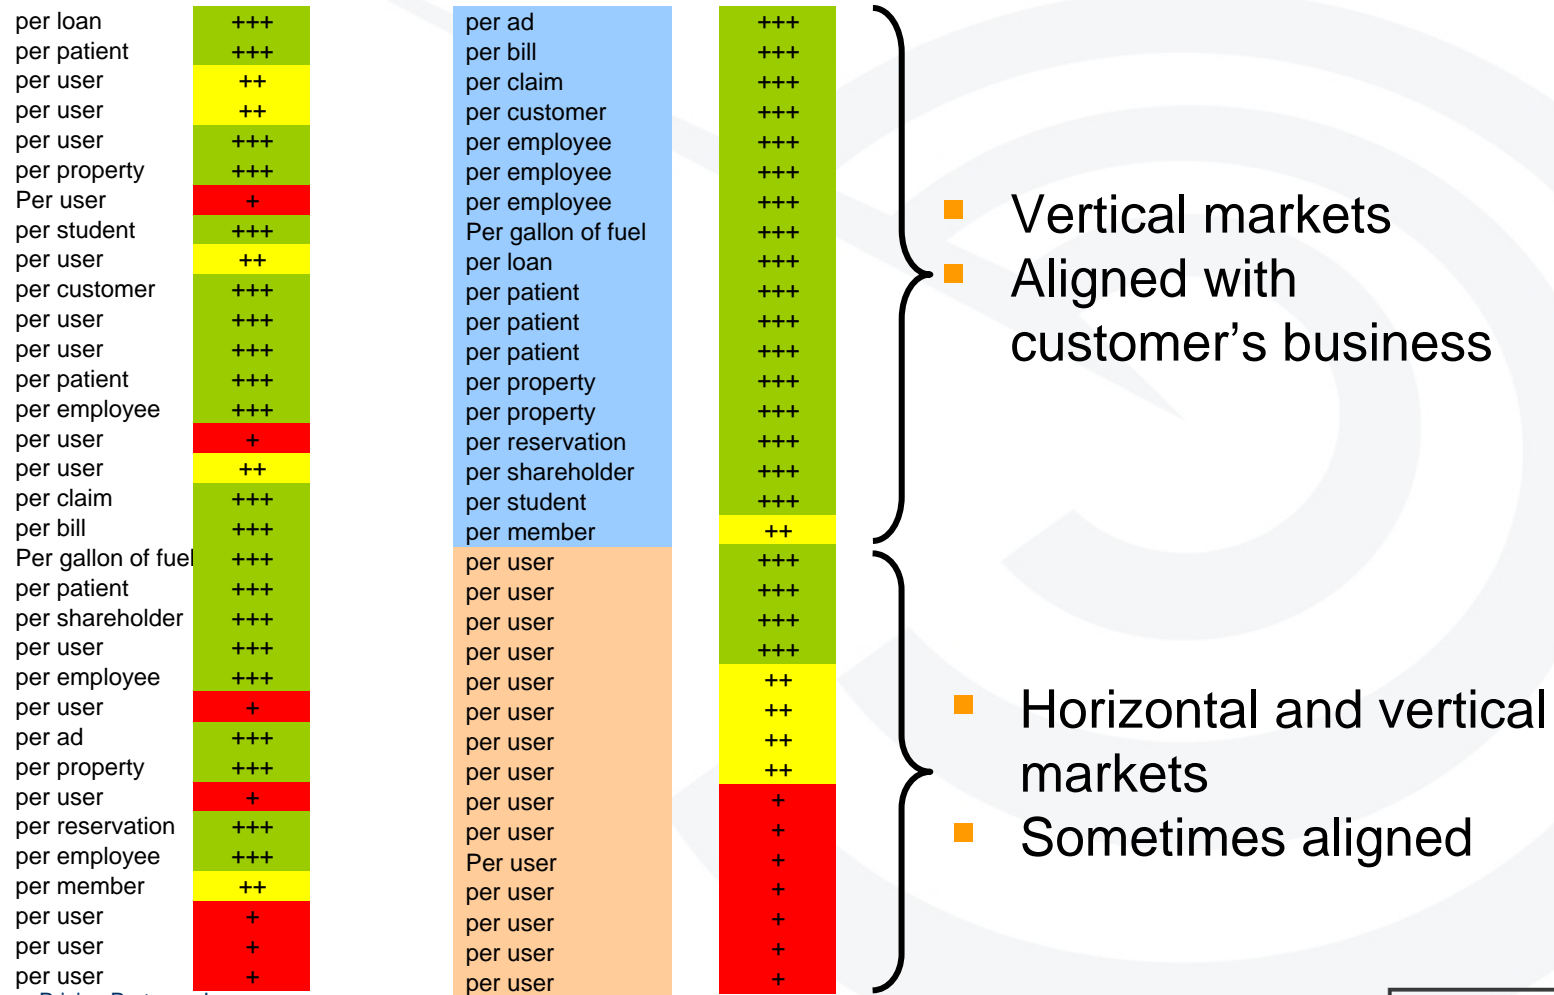 per loan +++
per patient +++
per user ++
per user ++
per user +++
per property +++
Per user +
per student +++
per user ++
per customer +++
per user +++
per user +++
per patient +++
per employee +++
per user +
per user ++
per claim +++
per bill +++
Per gallon of fuel +++
per patient +++
per shareholder +++
per user +++
per employee +++
per user +
per ad +++
per property +++
per user +
per reservation +++
per employee +++
per member ++
per user +
per user +
per user +
per ad +++
per bill +++
per claim +++
per customer +++
per employee +++
per employee +++
per employee +++
Per gallon of fuel +++
per loan +++
per patient +++
per patient +++
per patient +++
per property +++
per property +++
per reservation +++
per shareholder +++
per student +++
per member ++
per user +++
per user +++
per user +++
per user +++
per user ++
per user ++
per user ++
per user ++
per user +
per user +
Per user +
per user +
per user +
per user +
per user +
Vertical markets
Aligned with
customer's business
Horizontal and vertical
markets
Sometimes aligned